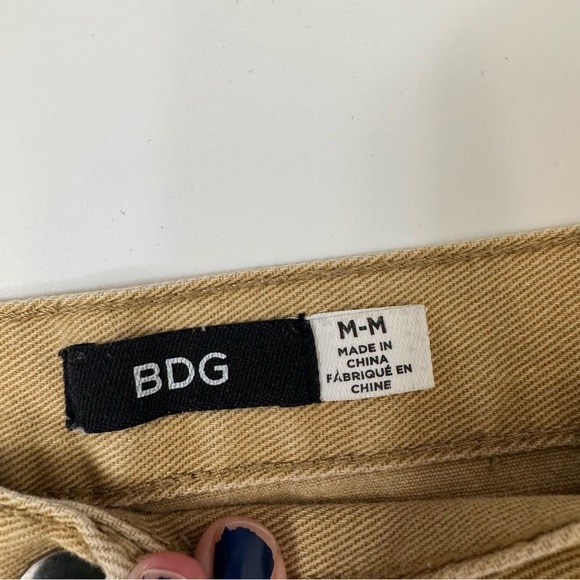 BDG
M-M
MADE IN
CHINA
FABRIQUÉ EN
CHINE